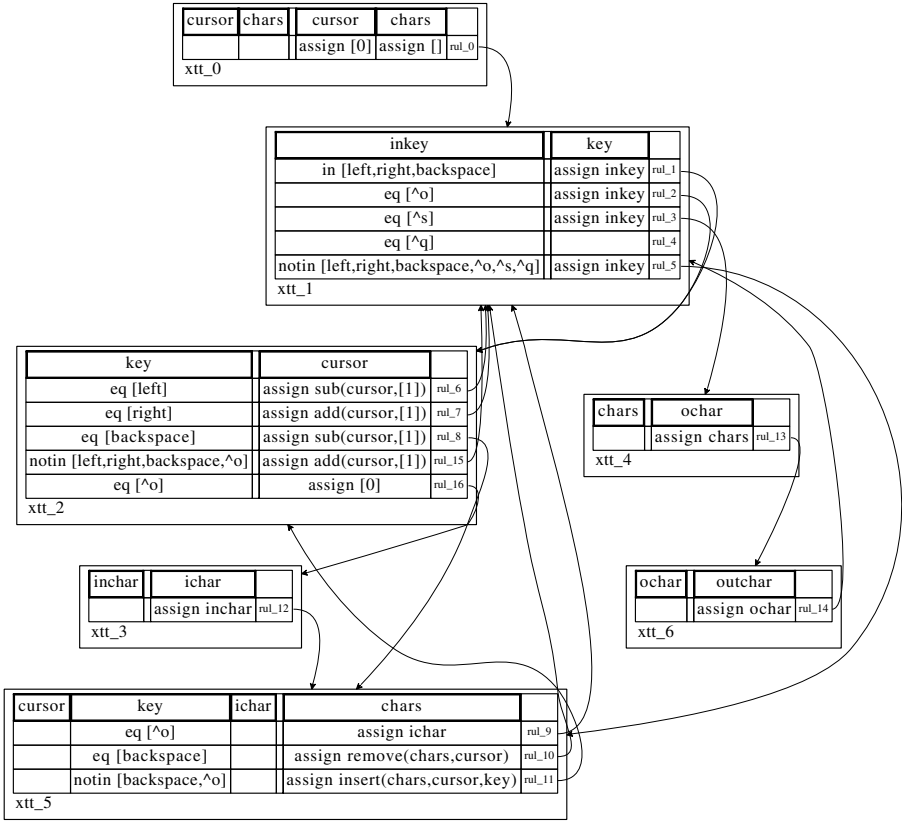 cursor chars cursor chars
assign [0] assign [] rul_0
xtt_0
inkey key
in [left,right,backspace] assign inkey rul_1
eq [^o] assign inkey rul_2
eq [^s] assign inkey rul_3
eq [^q] rul_4
notin [left,right,backspace,^o,^s,^q] assign inkey rul_5
xtt_1
key cursor
eq [left] assign sub(cursor,[1]) rul_6
eq [right] assign add(cursor,[1]) rul_7
eq [backspace] assign sub(cursor,[1]) rul_8
notin [left,right,backspace,^o] assign add(cursor,[1]) rul_15
eq [^o] assign [0] rul_16
xtt_2
chars ochar
assign chars rul_13
xtt_4
inchar ichar
assign inchar rul_12
xtt_3
ochar outchar
assign ochar rul_14
xtt_6
cursor key ichar chars
eq [^o] assign ichar rul_9
eq [backspace] assign remove(chars,cursor) rul_10
notin [backspace,^o] assign insert(chars,cursor,key) rul_11
xtt_5